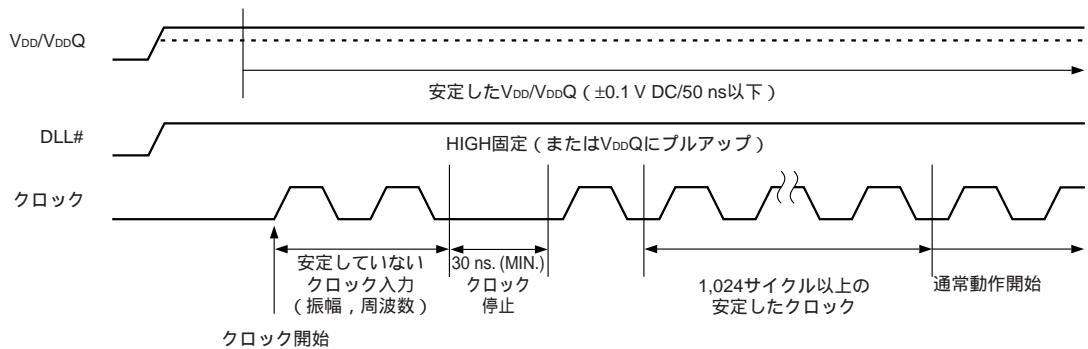 VDD/VDDQ
安定したVDD/VDDQ（±0.1 V DC/50 ns以下）
DLL#
HIGH固定（またはVDDQにプルアップ）
クロック
安定していない
クロック入力
（振幅，周波数）
30 ns. (MIN.)
クロック
停止
1,024サイクル以上の
安定したクロック
通常動作開始
クロック開始